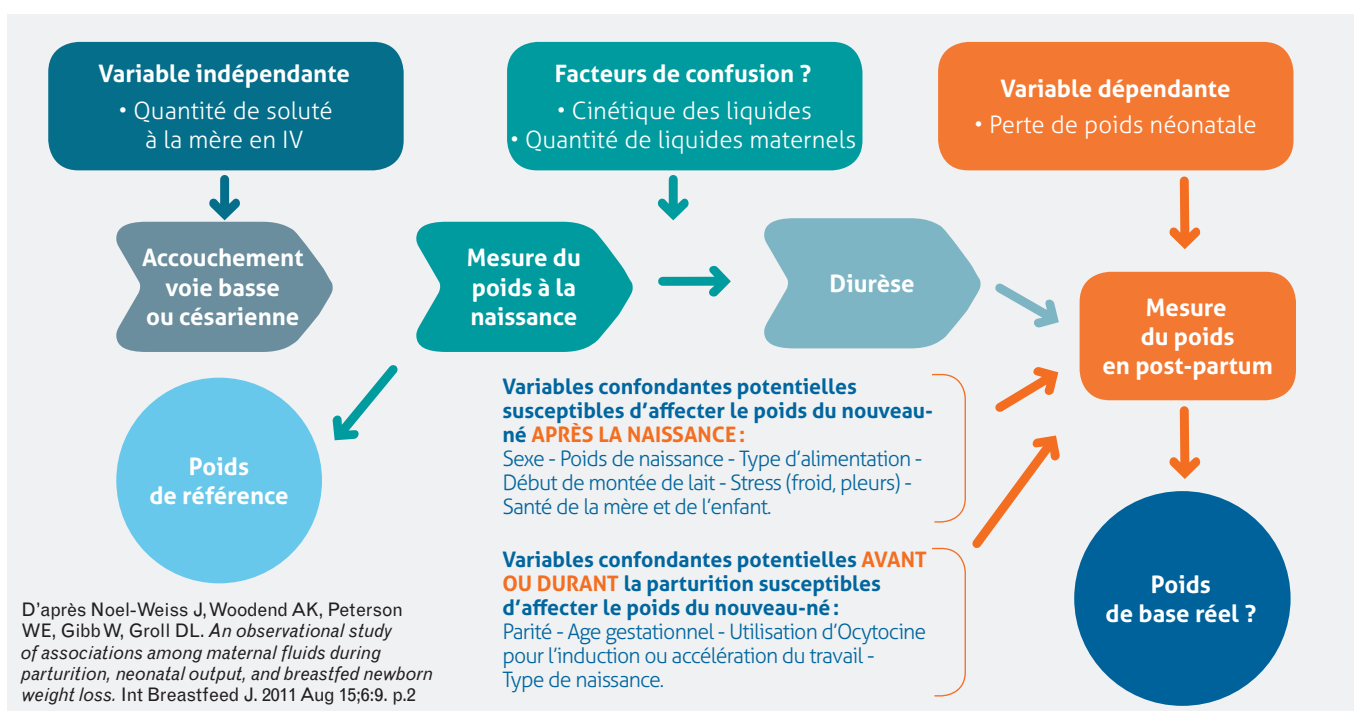 Variable indépendante
• Quantité de soluté
à la mère en IV
Facteurs de confusion ?
• Cinétique des liquides
• Quantité de liquides maternels
Variable dépendante
• Perte de poids néonatale
Accouchement
voie basse
ou césarienne
Mesure du
poids à la
naissance
Diurèse
Mesure
du poids
en post-partum
Poids
de référence
Variables confondantes potentielles
susceptibles d’affecter le poids du nouveau-
né APRÈS LA NAISSANCE :
Sexe - Poids de naissance - Type d’alimentation -
Début de montée de lait - Stress (froid, pleurs) -
Santé de la mère et de l’enfant.
Variables confondantes potentielles AVANT
OU DURANT la parturition susceptibles
d’affecter le poids du nouveau-né :
Parité - Age gestationnel - Utilisation d’Ocytocine
pour l’induction ou accélération du travail -
Type de naissance.
Poids
de base réel ?
D'après Noel-Weiss J, Woodend AK, Peterson
WE, Gibb W, Groll DL. An observational study
of associations among maternal fluids during
parturition, neonatal output, and breastfed newborn
weight loss. Int Breastfeed J. 2011 Aug 15;6:9. p.2